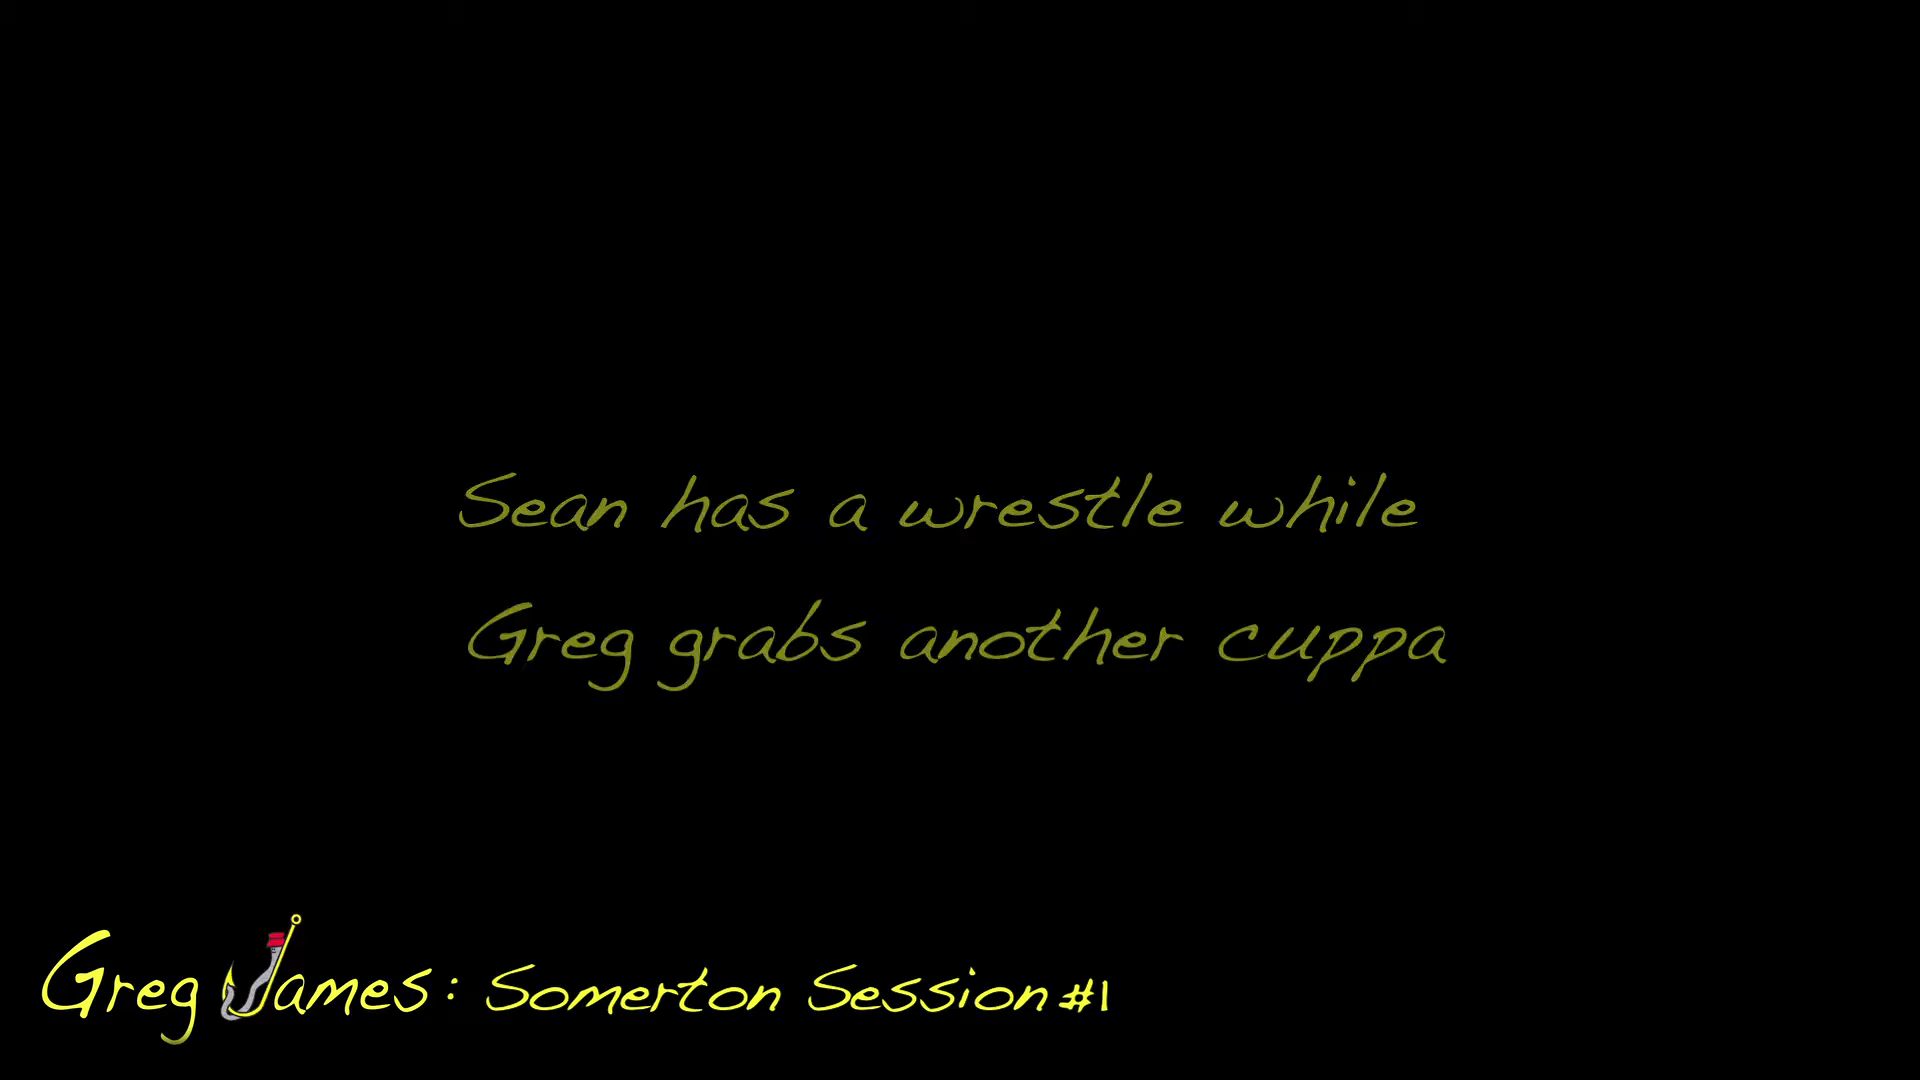 Sean has a wrestle while
Greg grabs another cuppa
Greg James: Somerton Session #1